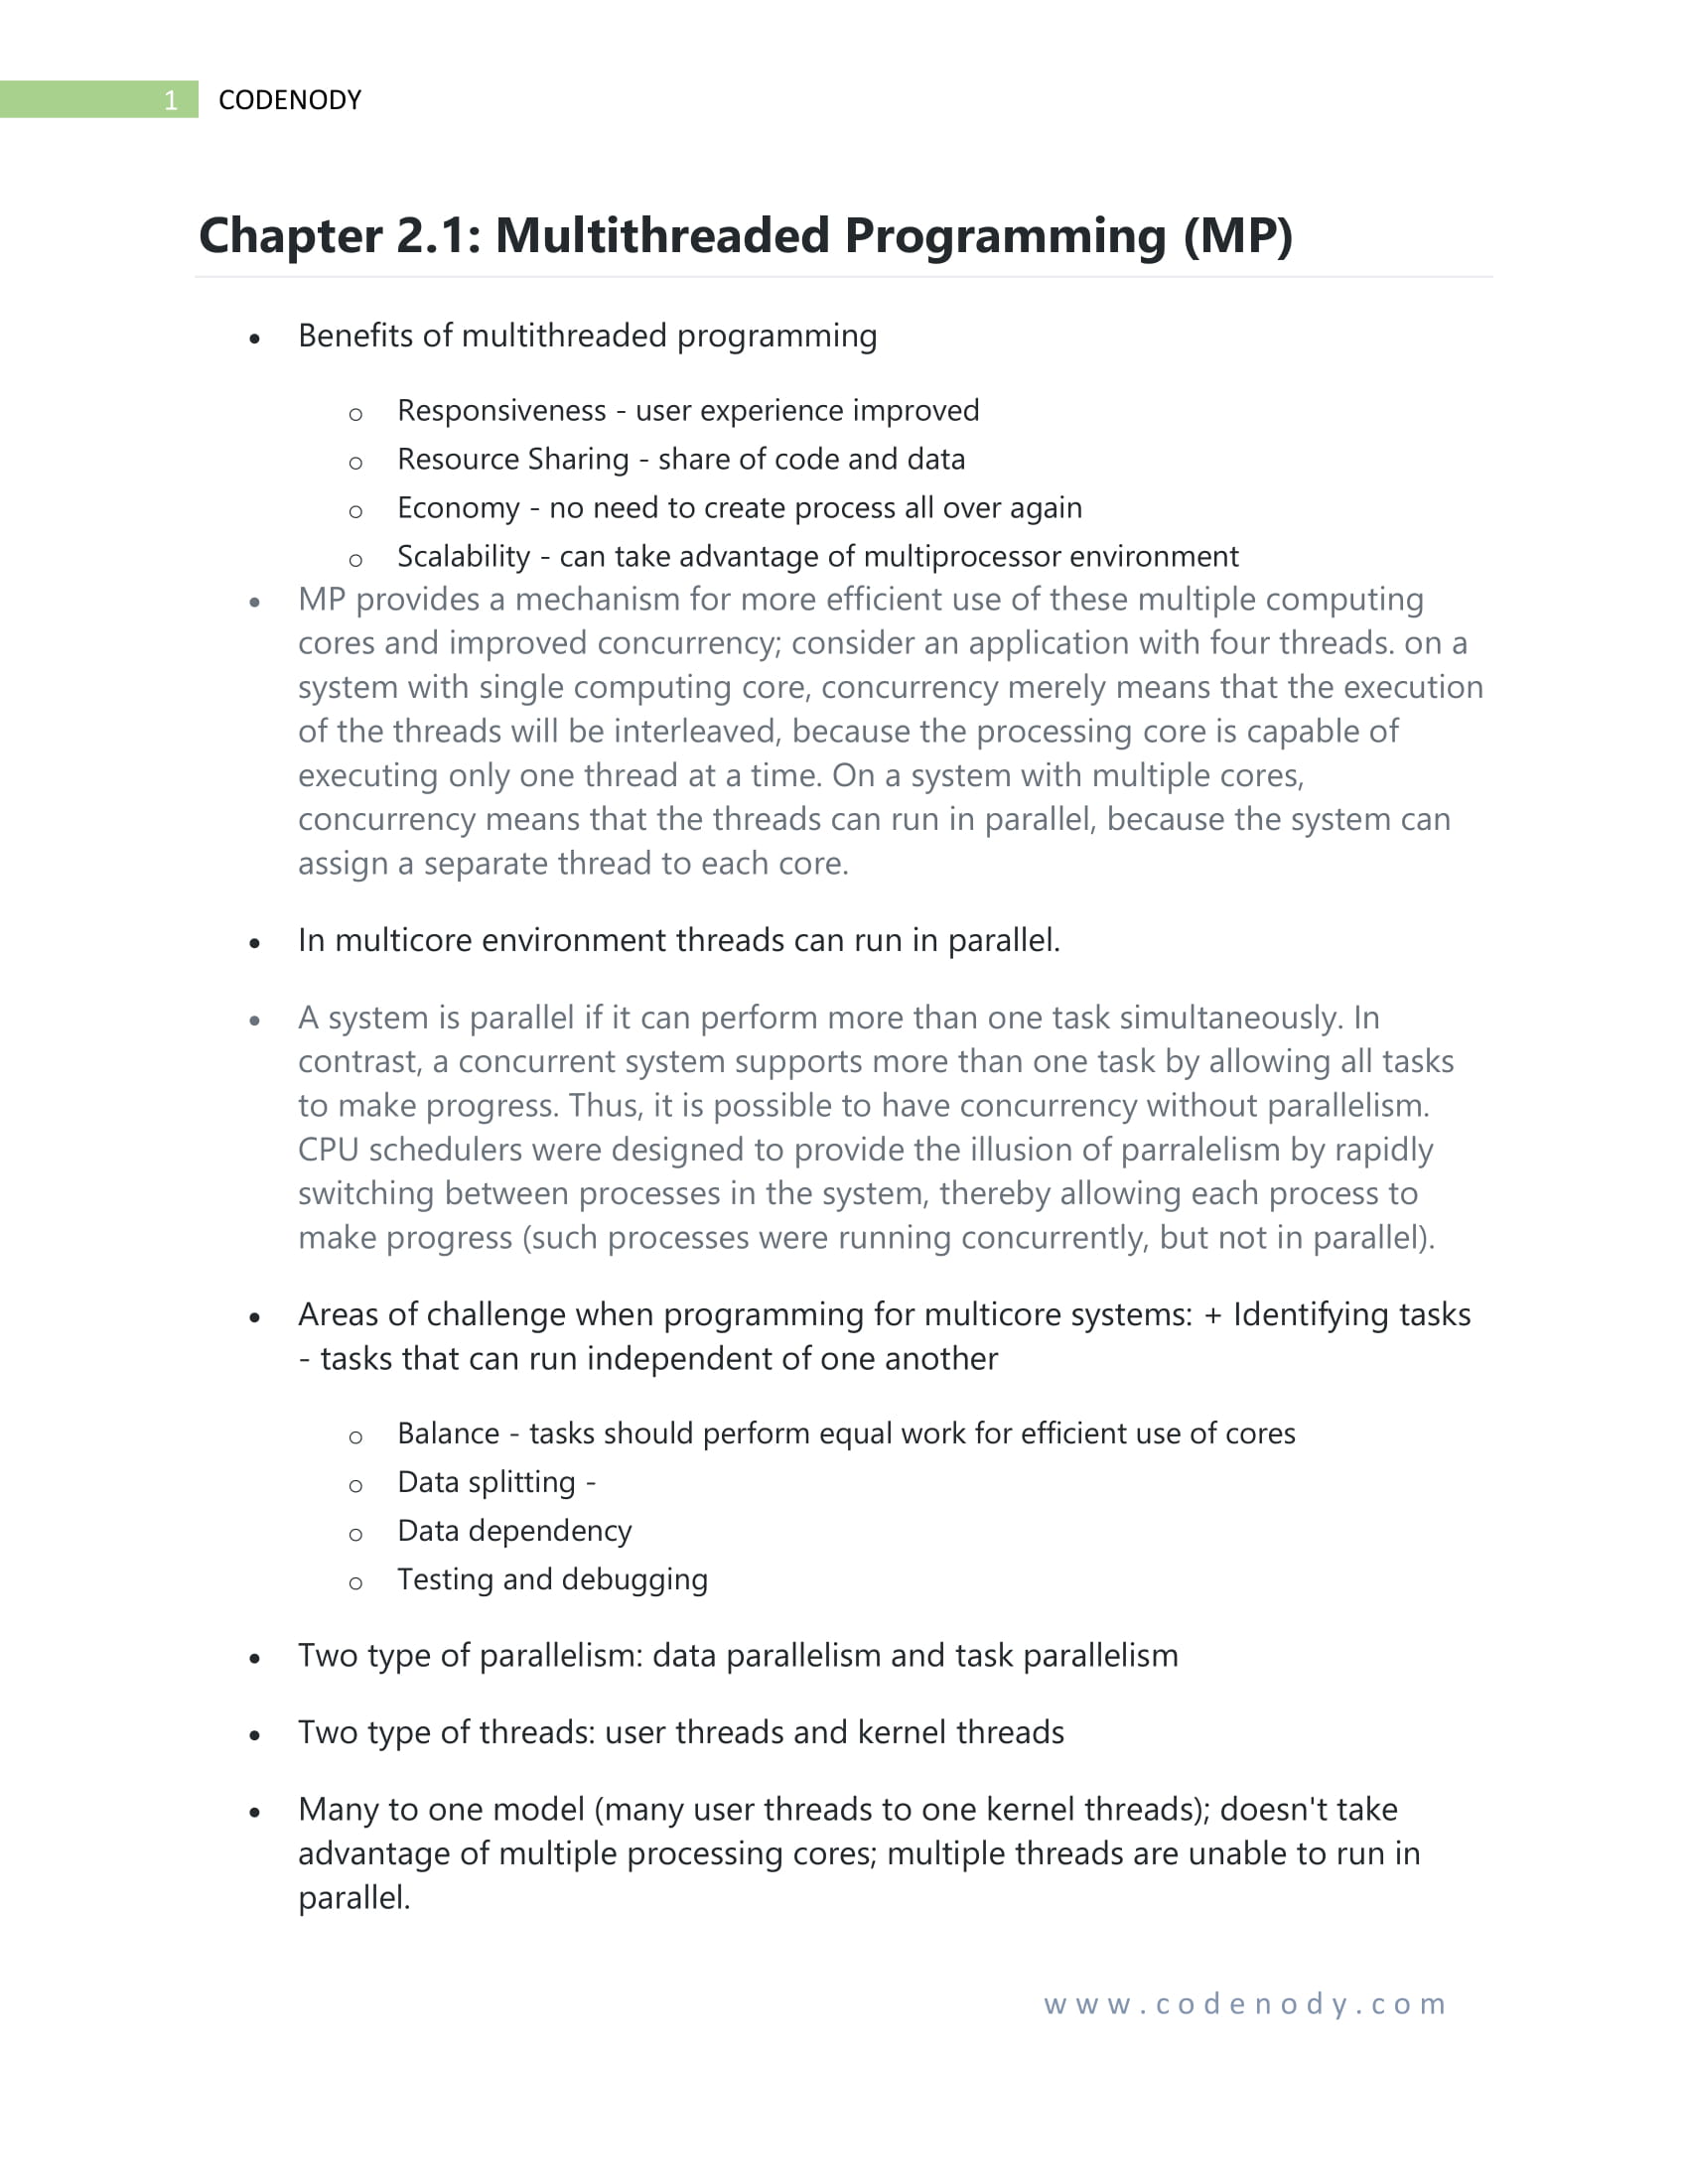 1 CODENODY
Chapter 2.1: Multithreaded Programming (MP)
• Benefits of multithreaded programming
o Responsiveness - user experience improved
o Resource Sharing - share of code and data
o Economy - no need to create process all over again
o Scalability - can take advantage of multiprocessor environment
• MP provides a mechanism for more efficient use of these multiple computing
cores and improved concurrency; consider an application with four threads. on a
system with single computing core, concurrency merely means that the execution
of the threads will be interleaved, because the processing core is capable of
executing only one thread at a time. On a system with multiple cores,
concurrency means that the threads can run in parallel, because the system can
assign a separate thread to each core.
• In multicore environment threads can run in parallel.
• A system is parallel if it can perform more than one task simultaneously. In
contrast, a concurrent system supports more than one task by allowing all tasks
to make progress. Thus, it is possible to have concurrency without parallelism.
CPU schedulers were designed to provide the illusion of parralelism by rapidly
switching between processes in the system, thereby allowing each process to
make progress (such processes were running concurrently, but not in parallel).
• Areas of challenge when programming for multicore systems: + Identifying tasks
- tasks that can run independent of one another
o Balance - tasks should perform equal work for efficient use of cores
o Data splitting -
o Data dependency
o Testing and debugging
• Two type of parallelism: data parallelism and task parallelism
• Two type of threads: user threads and kernel threads
• Many to one model (many user threads to one kernel threads); doesn't take
advantage of multiple processing cores; multiple threads are unable to run in
parallel.
www.codenody.com